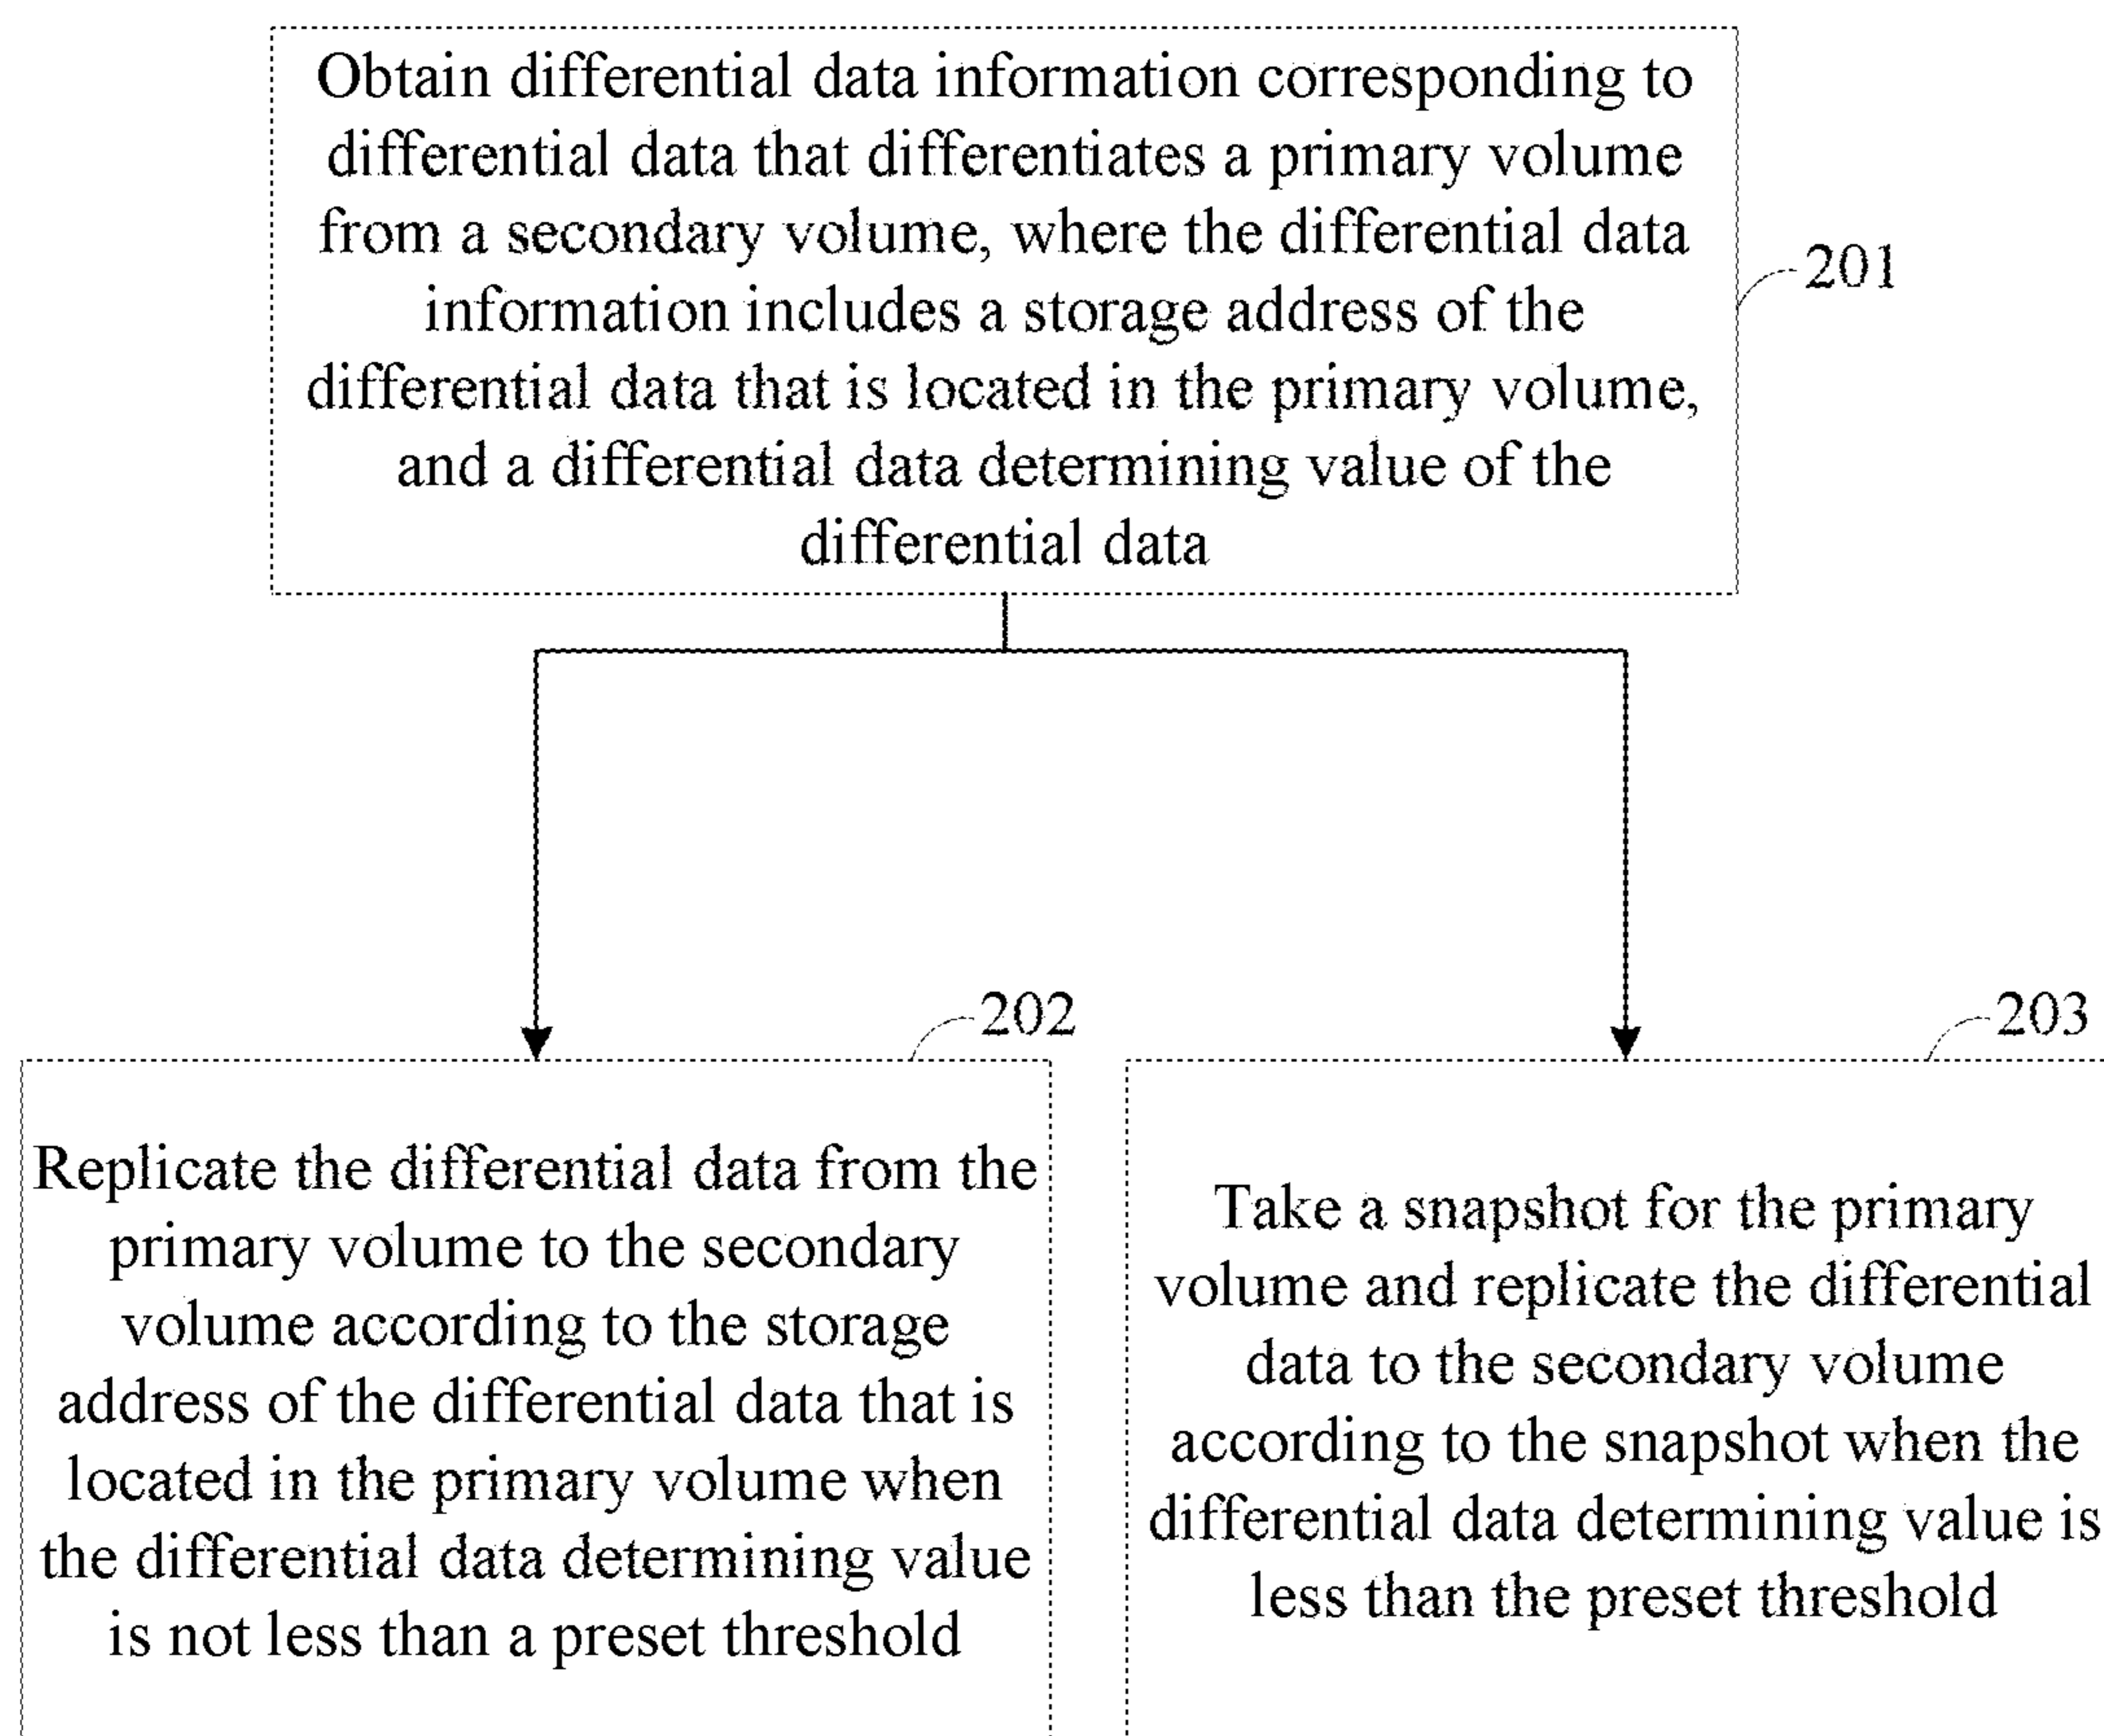 Obtain differential data information corresponding to
differential data that differentiates a primary volume
from a secondary volume, where the differential data
information includes a storage address of the
differential data that is located in the primary volume,
and a differential data determining value of the
differential data
201
202
Replicate the differential data from the
primary volume to the secondary
volume according to the storage
address of the differential data that is
located in the primary volume when
the differential data determining value
is not less than a preset threshold
203
Take a snapshot for the primary
volume and replicate the differential
data to the secondary volume
according to the snapshot when the
differential data determining value is
less than the preset threshold